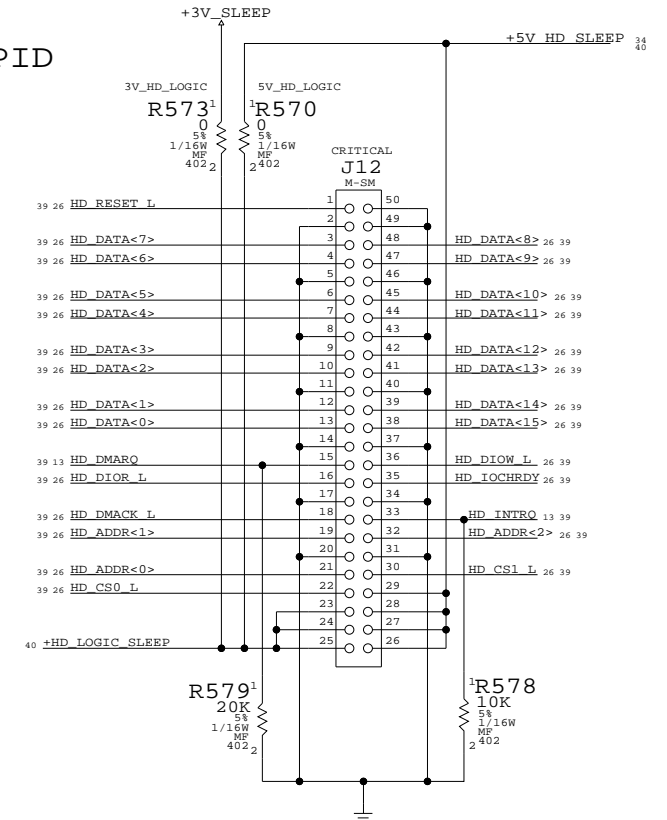 +3V_SLEEP
+5V_HD_SLEEP 34 40
PID
3V_HD_LOGIC 5V_HD_LOGIC
R573 1 1 R570
0 0
5% 5%
1/16W 1/16W
MF MF
402 2 2 402
CRITICAL
J12
M-SM
39 26 HD_RESET_L 1 50
2 49
39 26 HD_DATA<7> 3 48 HD_DATA<8> 26 39
39 26 HD_DATA<6> 4 47 HD_DATA<9> 26 39
5 46
39 26 HD_DATA<5> 6 45 HD_DATA<10> 26 39
39 26 HD_DATA<4> 7 44 HD_DATA<11> 26 39
8 43
39 26 HD_DATA<3> 9 42 HD_DATA<12> 26 39
39 26 HD_DATA<2> 10 41 HD_DATA<13> 26 39
11 40
39 26 HD_DATA<1> 12 39 HD_DATA<14> 26 39
39 26 HD_DATA<0> 13 38 HD_DATA<15> 26 39
14 37
39 13 HD_DMARQ 15 36 HD_DIOW_L 26 39
39 26 HD_DIOR_L 16 35 HD_IOCHRDY 26 39
17 34
39 26 HD_DMACK_L 18 33 HD_INTRQ 13 39
39 26 HD_ADDR<1> 19 32 HD_ADDR<2> 26 39
20 31
39 26 HD_ADDR<0> 21 30 HD_CS1_L 26 39
39 26 HD_CS0_L 22 29
23 28
24 27
40 +HD_LOGIC_SLEEP 25 26
R579 1 1 R578
20K 10K
5% 5%
1/16W 1/16W
MF MF
402 2 2 402